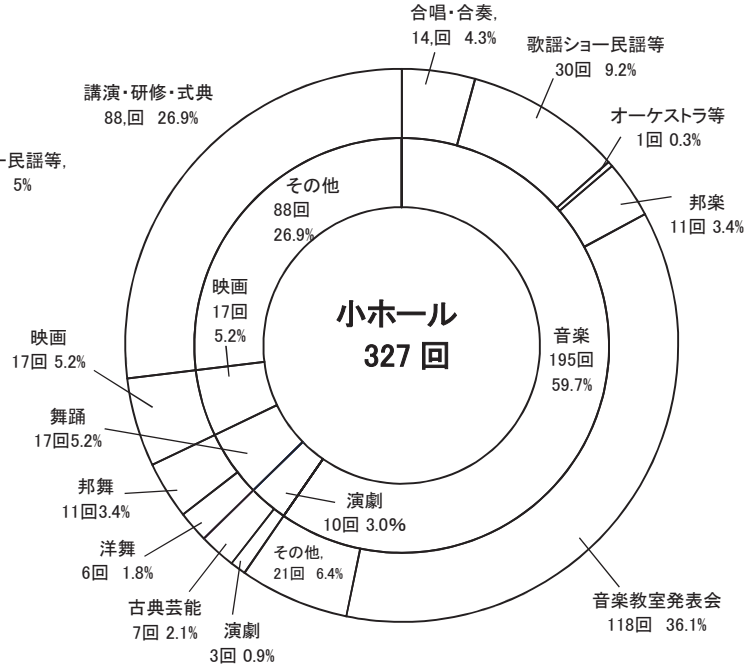 合唱・合奏,
14,回 4.3%
歌謡ショー民謡等
30回 9.2%
オーケストラ等
1回 0.3%
邦楽
11回 3.4%
講演・研修・式典
88,回 26.9%
ー民謡等,
5%
その他
88回
26.9%
映画
17回
5.2%
小ホール
327 回
音楽
195回
59.7%
映画
17回 5.2%
舞踊
17回5.2%
邦舞
11回3.4%
洋舞
6回 1.8%
古典芸能
7回 2.1%
演劇
3回 0.9%
演劇
10回 3.0%
その他,
21回 6.4%
音楽教室発表会
118回 36.1%